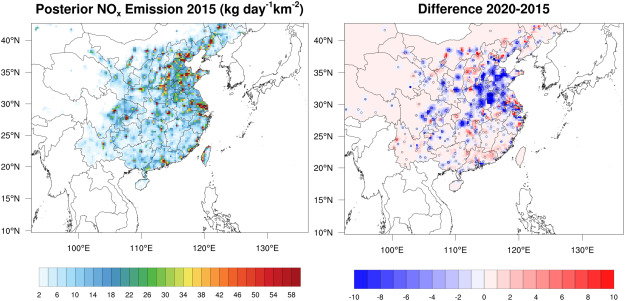 Posterior NOx Emission 2015 (kg day-1km-2)
Difference 2020-2015
40°N
35°N
30°N
25°N
20°N
15°N
10°N
100°E 110°E 120°E 130°E
40°N
35°N
30°N
25°N
20°N
15°N
10°N
100°E 110°E 120°E 130°E
2 6 10 14 18 22 26 30 34 38 42 46 50 54 58
-10 -8 -6 -4 -2 0 2 4 6 8 10